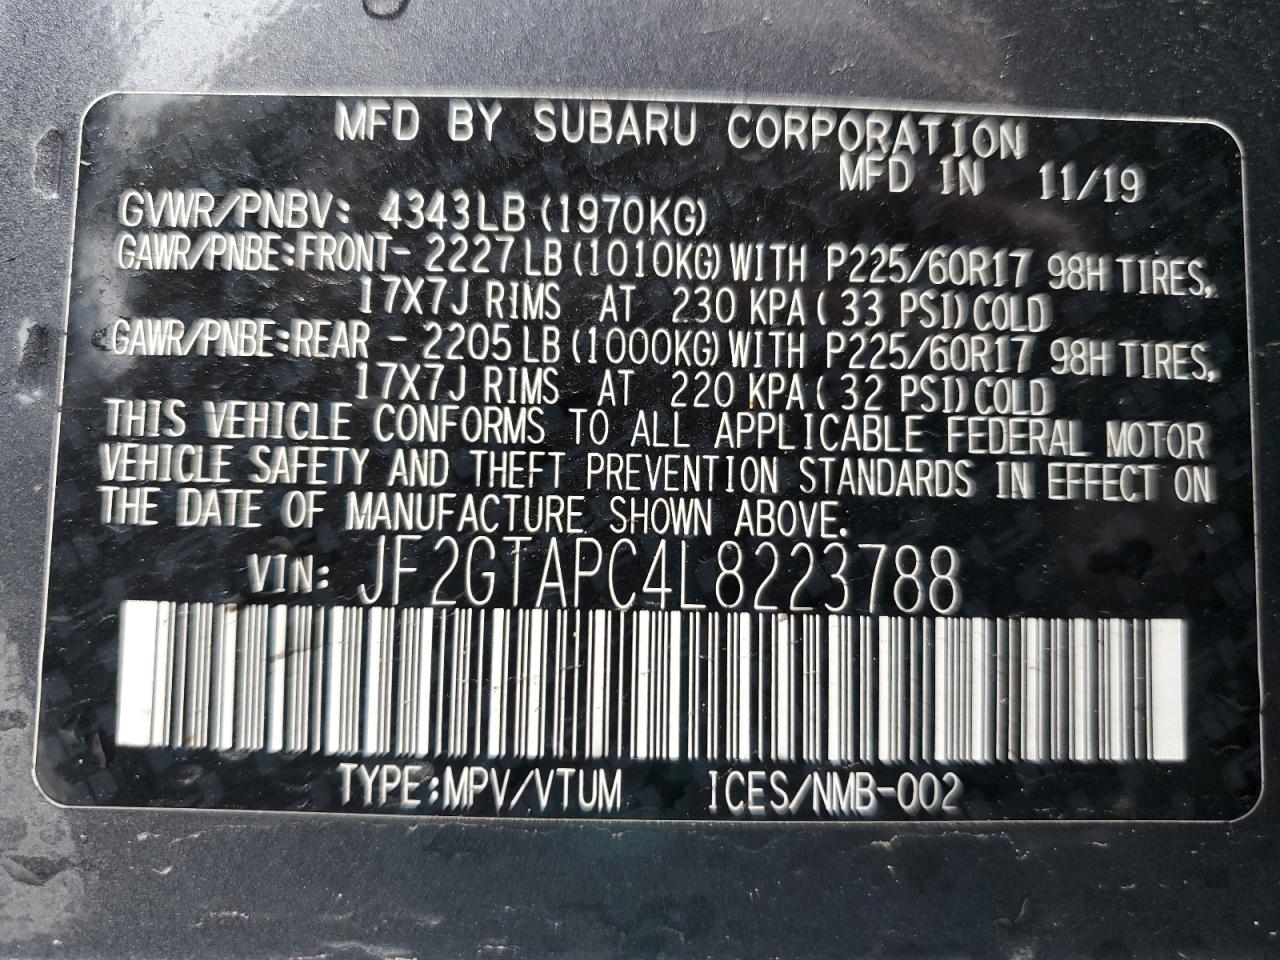 MFD BY SUBARU CORPORATION
MFD IN 11/19
GVWR/PNBV: 4343LB(1970KG)
GAWR/PNBE:FRONT- 2227LB(1010KG)WITH P225/60R17 98H TIRES,
17X7J RIMS AT 230 KPA( 33 PSI)COLD
GAWR/PNBE:REAR - 2205LB(1000KG)WITH P225/60R17 98H TIRES,
17X7J RIMS AT 220 KPA( 32 PSI)COLD
THIS VEHICLE CONFORMS TO ALL APPLICABLE FEDERAL MOTOR
VEHICLE SAFETY AND THEFT PREVENTION STANDARDS IN EFFECT ON
THE DATE OF MANUFACTURE SHOWN ABOVE.
VIN: JF2GTAPC4L8223788
TYPE:MPV/VTUM ICES/NMB-002